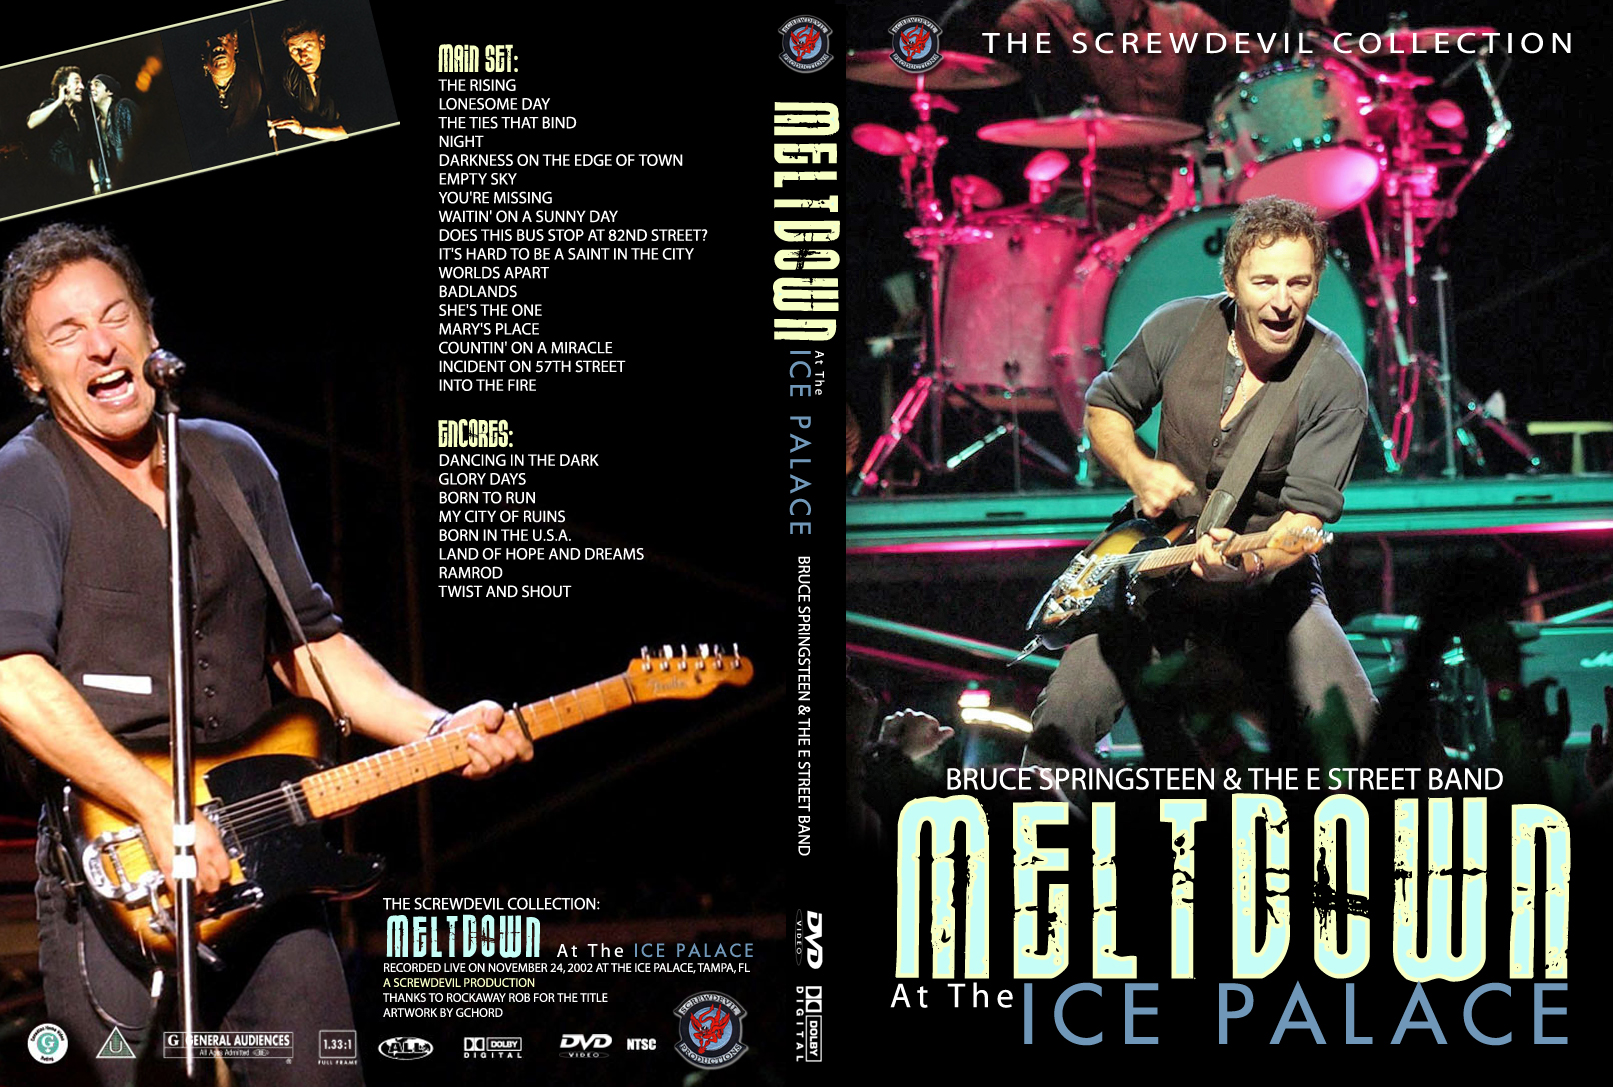 MAIN SET:
THE RISING
LONESOME DAY
THE TIES THAT BIND
NIGHT
DARKNESS ON THE EDGE OF TOWN
EMPTY SKY
YOU'RE MISSING
WAITIN' ON A SUNNY DAY
DOES THIS BUS STOP AT 82ND STREET?
IT'S HARD TO BE A SAINT IN THE CITY
WORLDS APART
BADLANDS
SHE'S THE ONE
MARY'S PLACE
COUNTIN' ON A MIRACLE
INCIDENT ON 57TH STREET
INTO THE FIRE
ENCORES:
DANCING IN THE DARK
GLORY DAYS
BORN TO RUN
MY CITY OF RUINS
BORN IN THE U.S.A.
LAND OF HOPE AND DREAMS
RAMROD
TWIST AND SHOUT
THE SCREWDEVIL COLLECTION:
MELTDOWN At The ICE PALACE
RECORDED LIVE ON NOVEMBER 24, 2002 AT THE ICE PALACE, TAMPA, FL
A SCREWDEVIL PRODUCTION
THANKS TO ROCKAWAY ROB FOR THE TITLE
ARTWORK BY GCHORD
G
U
G GENERAL AUDIENCES
All Ages Admitted
1.33:1
FULL FRAME
ALL
DOLBY
DIGITAL
DVD
VIDEO
NTSC
SCREWDEVIL
PRODUCTIONS
SCREWDEVIL
PRODUCTIONS
MELTDOWN
At The
ICE PALACE
BRUCE SPRINGSTEEN & THE E STREET BAND
DVD
VIDEO
DOLBY
DIGITAL
SCREWDEVIL
PRODUCTIONS
THE SCREWDEVIL COLLECTION
BRUCE SPRINGSTEEN & THE E STREET BAND
MELTDOWN
At The ICE PALACE